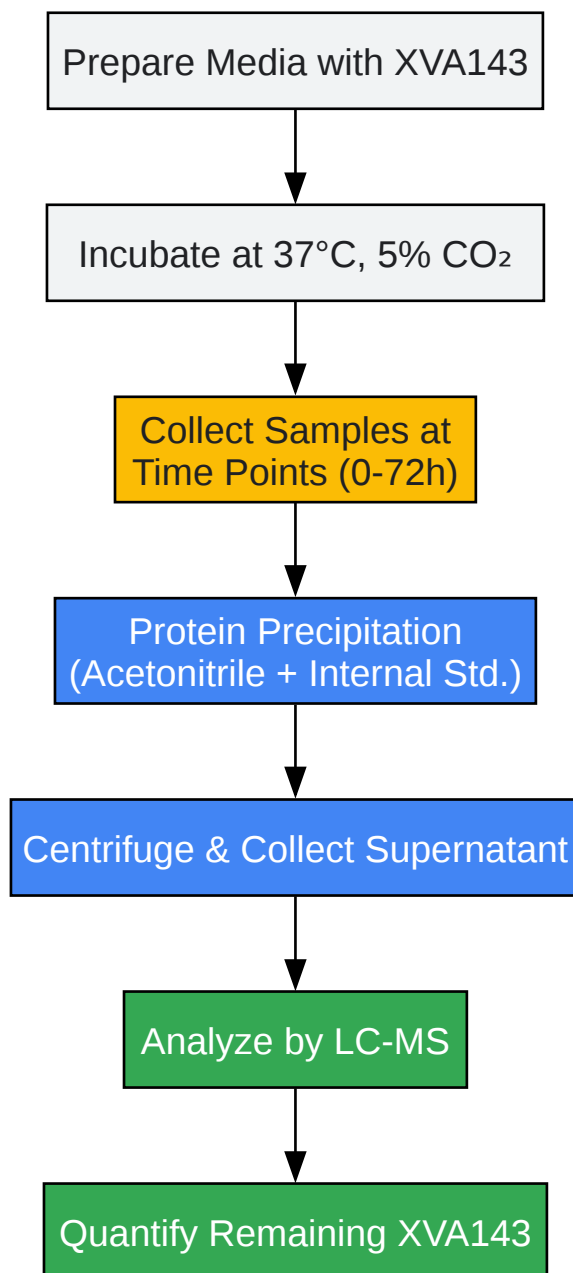 Prepare Media with XVA143
Incubate at 37°C, 5% CO₂
Collect Samples at
Time Points (0-72h)
Protein Precipitation
(Acetonitrile + Internal Std.)
Centrifuge & Collect Supernatant
Analyze by LC-MS
Quantify Remaining XVA143